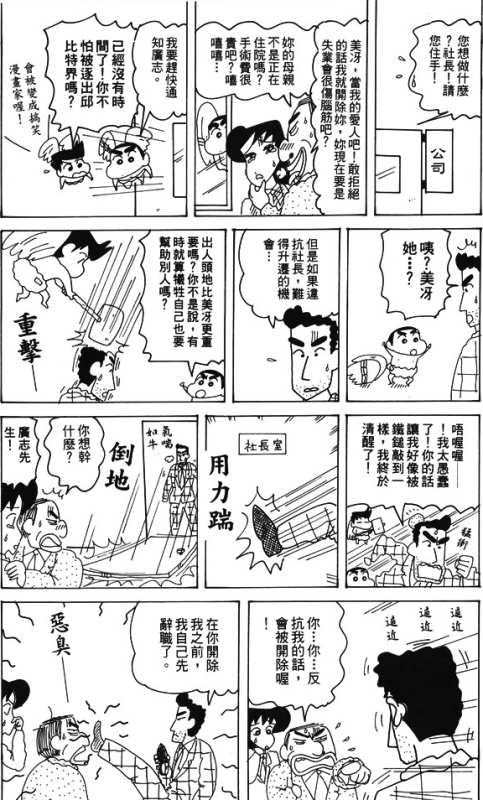 您想做什麼
?社長!請
您住手!
公司
美冴,當我的愛人吧!敢拒絕
的話我就開除妳,妳現在要是
失業會很傷腦筋吧?
妳的母親
不是正在
住院嗎?
手術費很
貴吧?嘻
嘻嘻…
我要趕快通
知廣志。
己經沒有時
間了!你不
怕被逐出邱
比特界嗎?
會被變成搞笑
漫畫家喔!
咦?美冴
她…?
但是如果違
抗社長,難
得升遷的機
會…
出人頭地比美冴更重
要嗎?你不是說,有
時就算犧牲自己也要
幫助別人嗎?
重擊
唔喔喔—
!我太愚蠢
了!你的話
讓我好像被
鐵鎚敲到一
樣,我終於
清醒了!
社長室
用力踹
氣喘
如牛
倒地
你想幹
什麼?
廣志先
生!
逼近
逼近
逼近
你…你…反
抗我的話,
會被開除喔
!
在你開除
我之前,
我自己先
辭職了。
惡臭